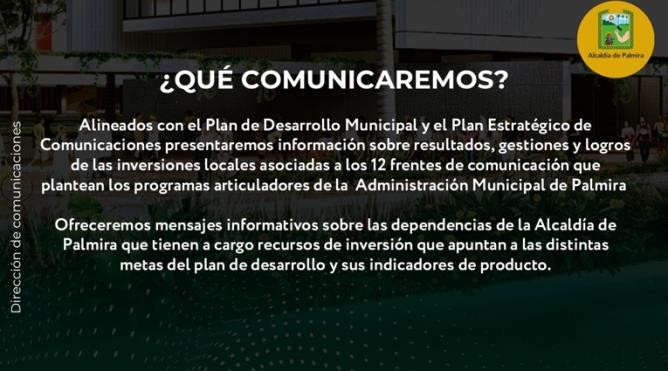 Alcaldía de Palmira
¿QUÉ COMUNICAREMOS?
Alineados con el Plan de Desarrollo Municipal y el Plan Estratégico de
Comunicaciones presentaremos información sobre resultados, gestiones y logros
de las inversiones locales asociadas a los 12 frentes de comunicación que
plantean los programas articuladores de la Administración Municipal de Palmira
Ofreceremos mensajes informativos sobre las dependencias de la Alcaldía de
Palmira que tienen a cargo recursos de inversión que apuntan a las distintas
metas del plan de desarrollo y sus indicadores de producto.
Dirección de comunicaciones